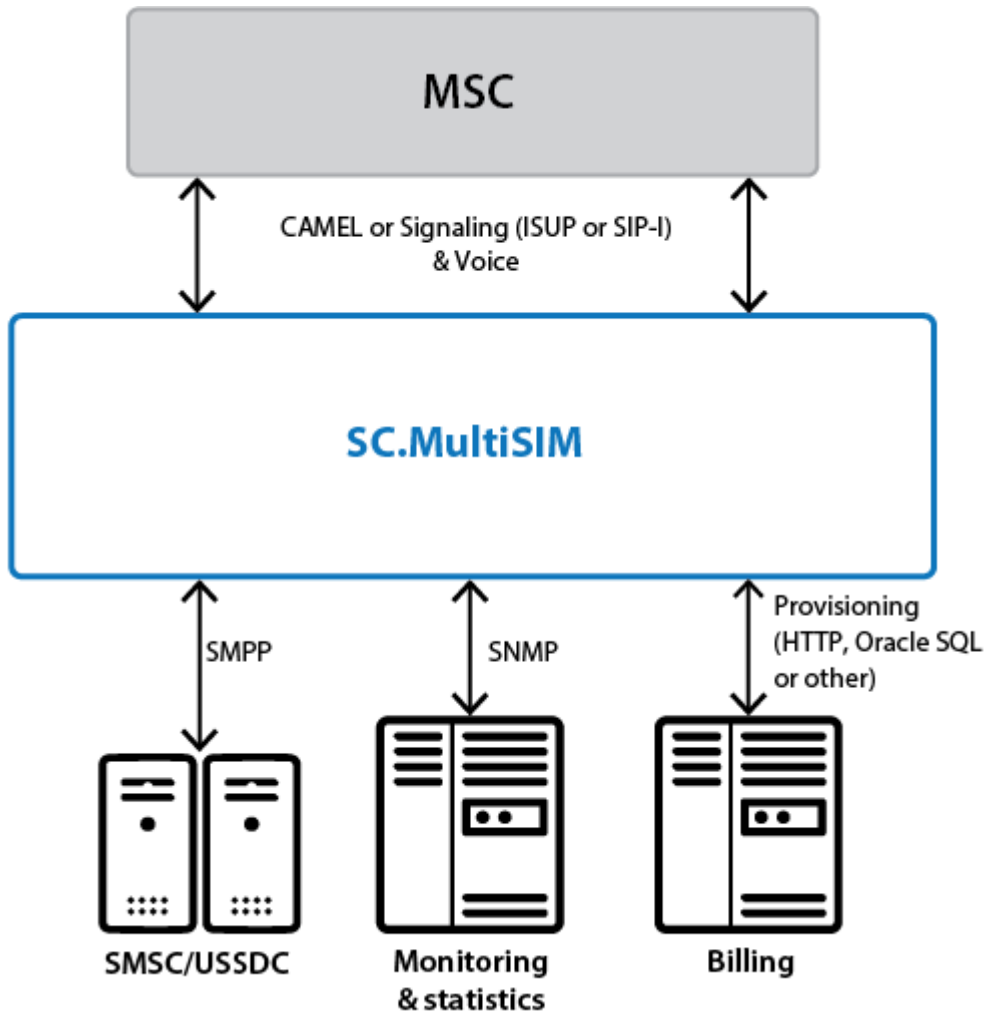 MSC
CAMEL or Signaling (ISUP or SIP-I)
& Voice
SC.MultiSIM
SMPP
SNMP
Provisioning
(HTTP, Oracle SQL
or other)
SMSC/USSDC
Monitoring
& statistics
Billing